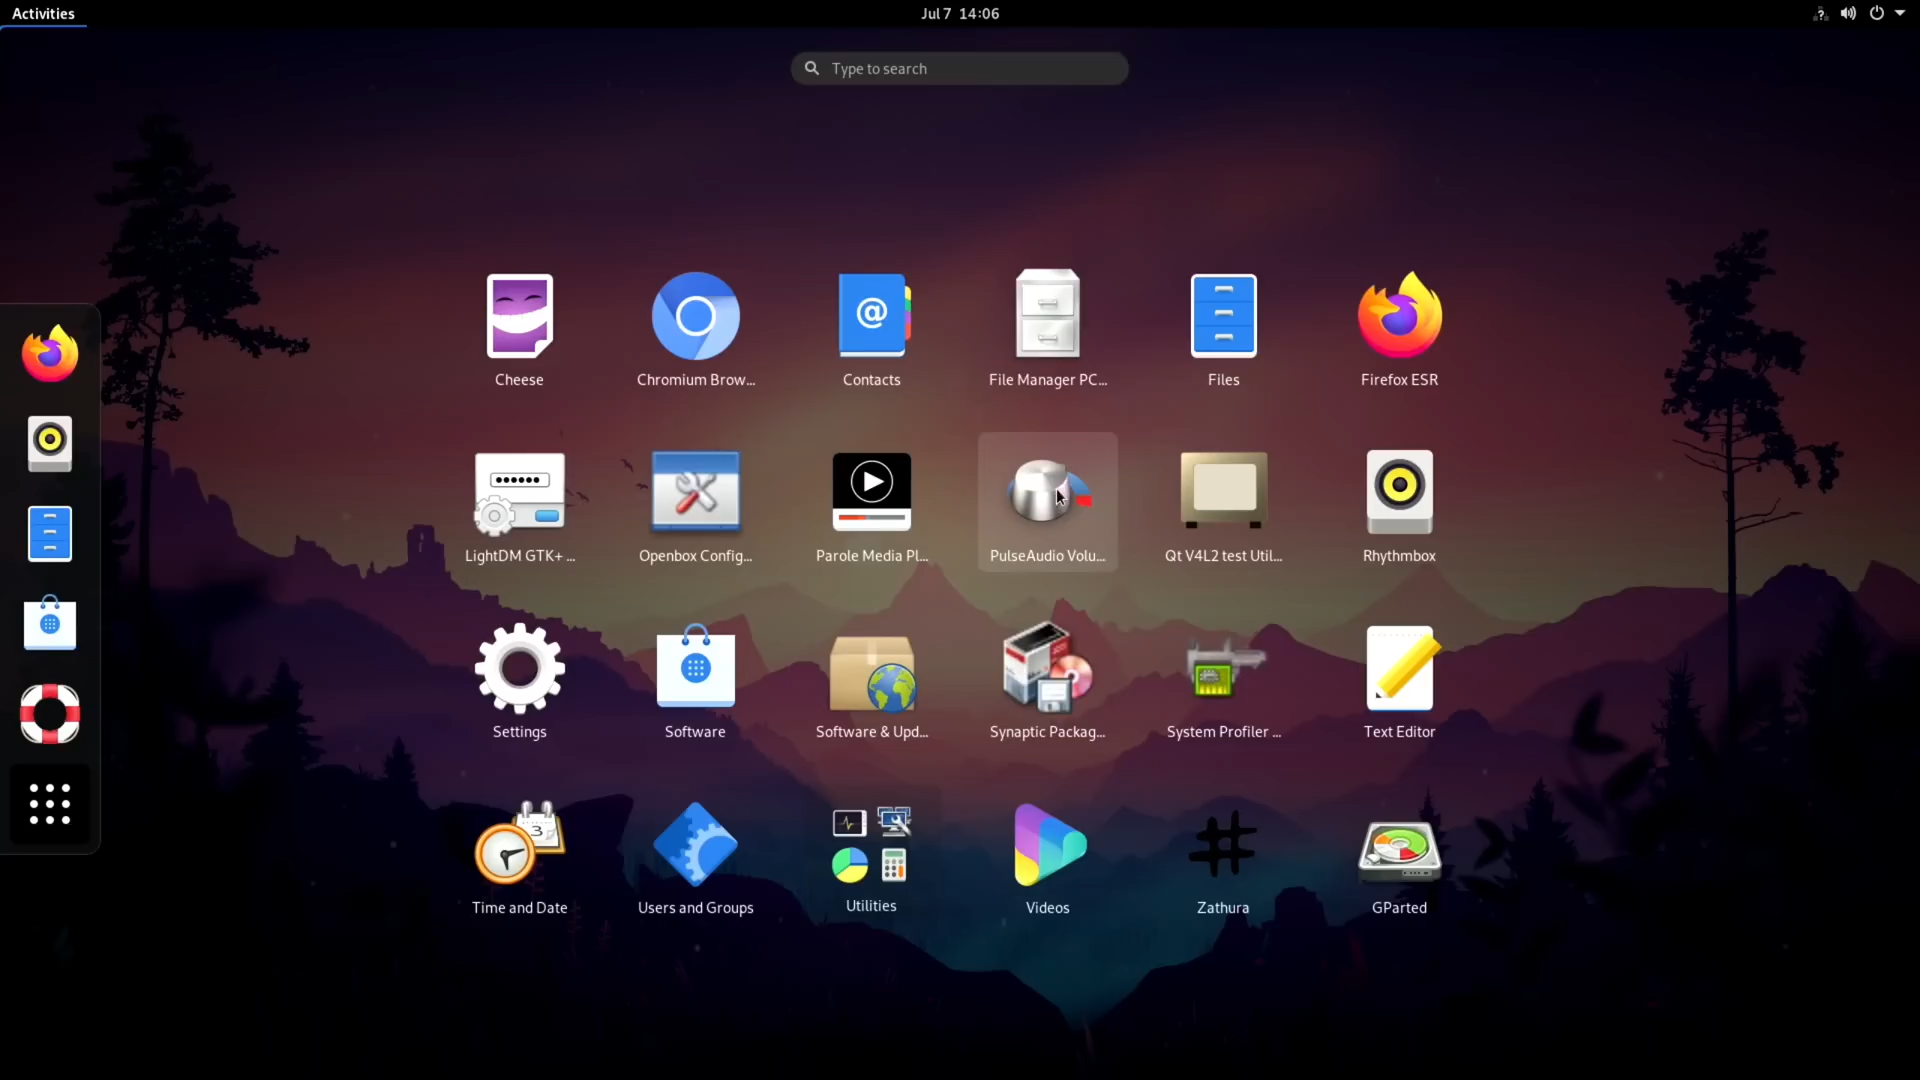 Activities
Jul 7 14:06
Type to search
Cheese
Chromium Brow...
Contacts
File Manager PC...
Files
Firefox ESR
LightDM GTK+ ...
Openbox Config...
Parole Media Pl...
PulseAudio Volu...
Qt V4L2 test Util...
Rhythmbox
Settings
Software
Software & Upd...
Synaptic Packag...
System Profiler ...
Text Editor
Time and Date
Users and Groups
Utilities
Videos
Zathura
GParted